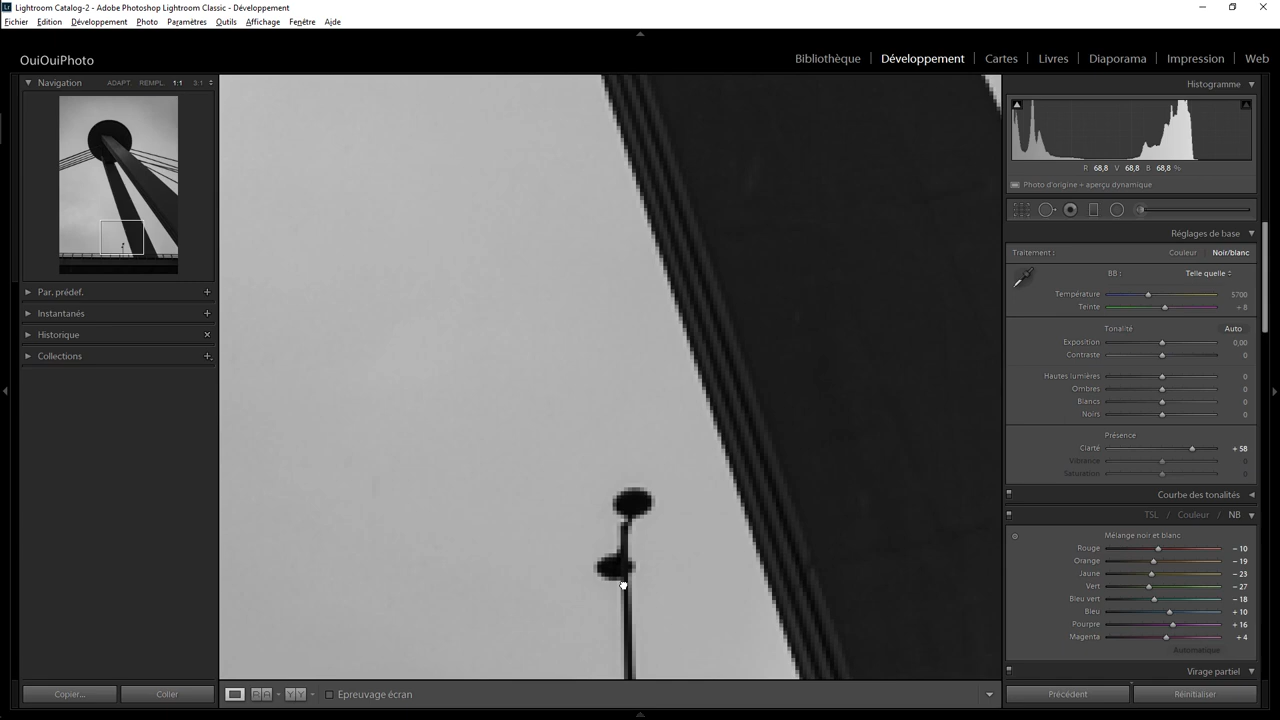 Lightroom Catalog-2 - Adobe Photoshop Lightroom Classic - Développement
Fichier Edition Développement Photo Paramètres Outils Affichage Fenêtre Aide
OuiOuiPhoto
Bibliothèque | Développement | Cartes | Livres | Diaporama | Impression | Web
Navigation ADAPT. REMPL. 1:1 3:1
Par. prédef. +
Instantanés +
Historique ×
Collections +
Copier... Coller
Epreuvage écran
Histogramme
R 68,8 V 68,8 B 68,8 %
Photo d'origine + aperçu dynamique
Réglages de base
Traitement : Couleur Noir/blanc
BB : Telle quelle
Température 5700
Teinte + 8
Tonalité Auto
Exposition 0,00
Contraste 0
Hautes lumières 0
Ombres 0
Blancs 0
Noirs 0
Présence
Clarté + 58
Vibrance 0
Saturation 0
Courbe des tonalités
TSL / Couleur / NB
Mélange noir et blanc
Rouge – 10
Orange – 19
Jaune – 23
Vert – 27
Bleu vert – 18
Bleu + 10
Pourpre + 16
Magenta + 4
Automatique
Virage partiel
Précédent Réinitialiser